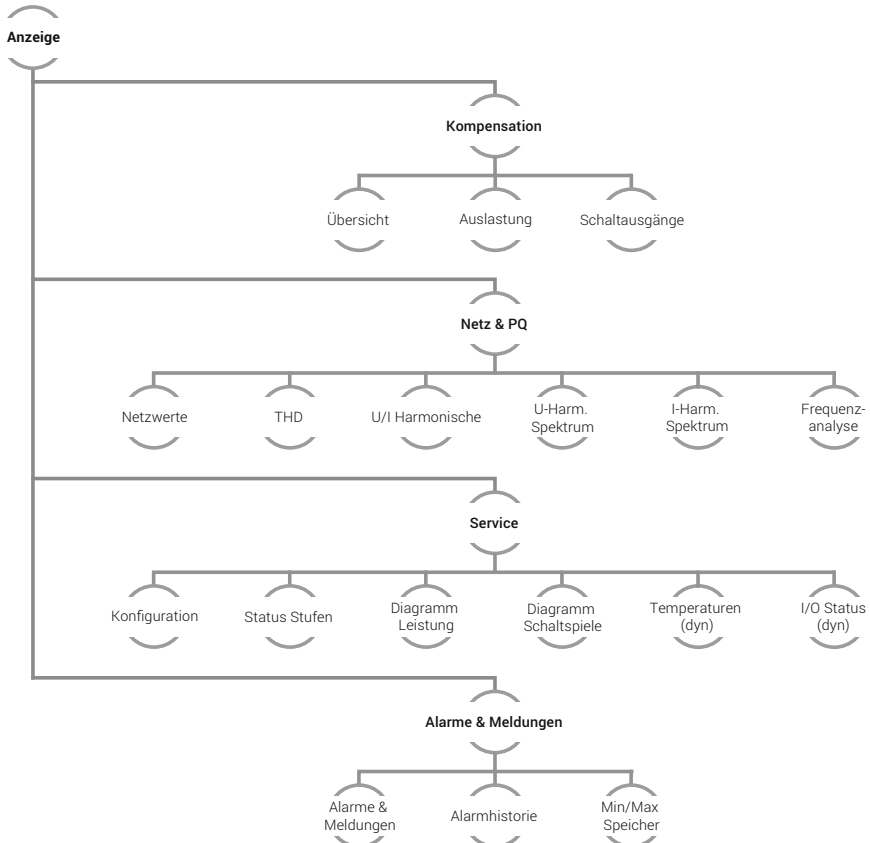 Anzeige
Kompensation
Übersicht
Auslastung
Schaltausgänge
Netz & PQ
Netzwerte
THD
U/I Harmonische
U-Harm.
Spektrum
I-Harm.
Spektrum
Frequenz-
analyse
Service
Konfiguration
Status Stufen
Diagramm
Leistung
Diagramm
Schaltspiele
Temperaturen
(dyn)
I/O Status
(dyn)
Alarme & Meldungen
Alarme &
Meldungen
Alarmhistorie
Min/Max
Speicher